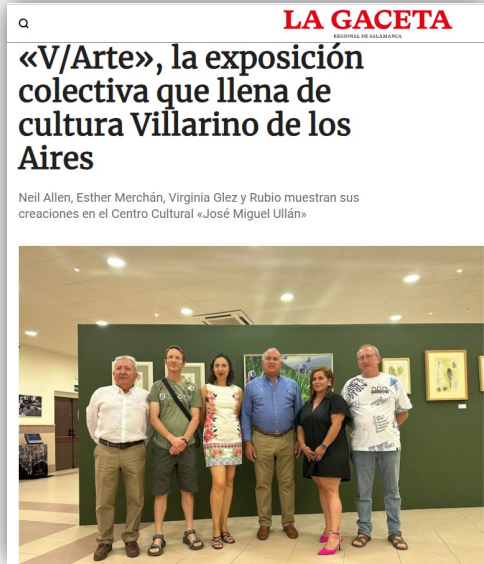 LA GACETA
REGIONAL DE SALAMANCA
«V/Arte», la exposición
colectiva que llena de
cultura Villarino de los
Aires
Neil Allen, Esther Merchán, Virginia Glez y Rubio muestran sus
creaciones en el Centro Cultural «José Miguel Ullán»